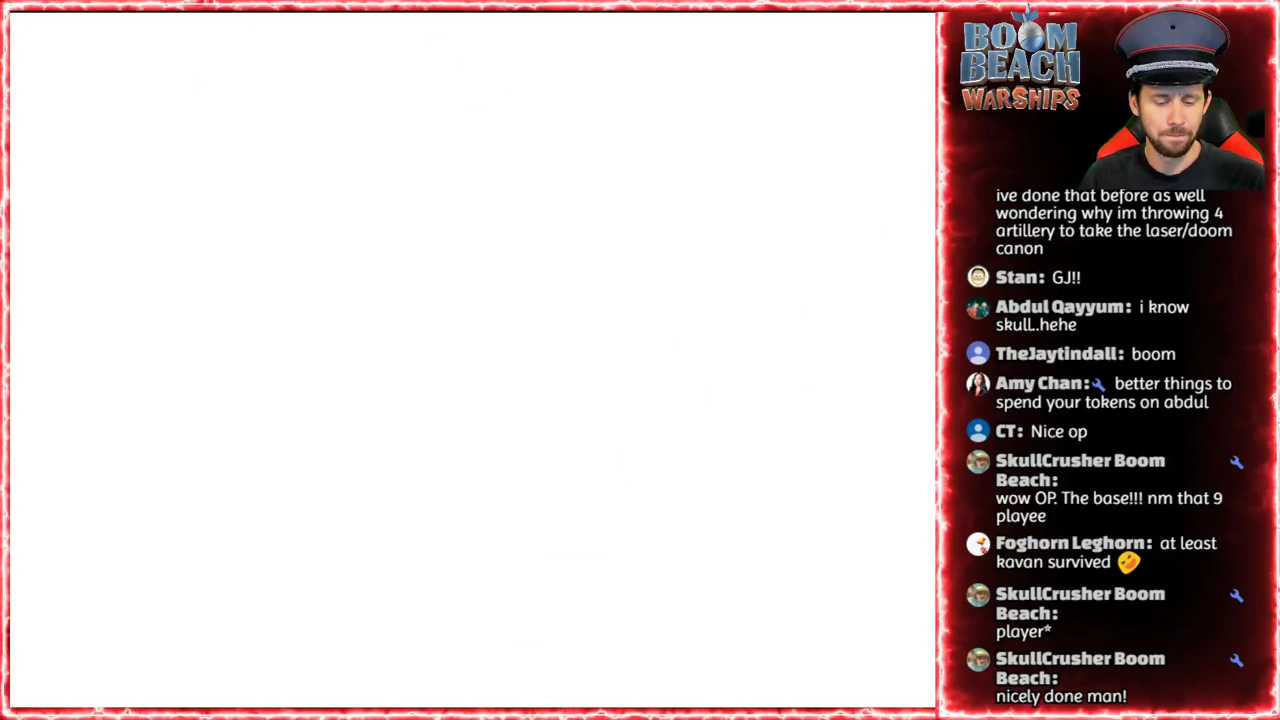 BOOM
BEACH
WARSHIPS
ive done that before as well
wondering why im throwing 4
artillery to take the laser/doom
canon
Stan: GJ!!
Abdul Qayyum: i know
skull..hehe
TheJaytindall: boom
Amy Chan: better things to
spend your tokens on abdul
CT: Nice op
SkullCrusher Boom
Beach:
wow OP. The base!!! nm that 9
playee
Foghorn Leghorn: at least
kavan survived
SkullCrusher Boom
Beach:
player*
SkullCrusher Boom
Beach:
nicely done man!